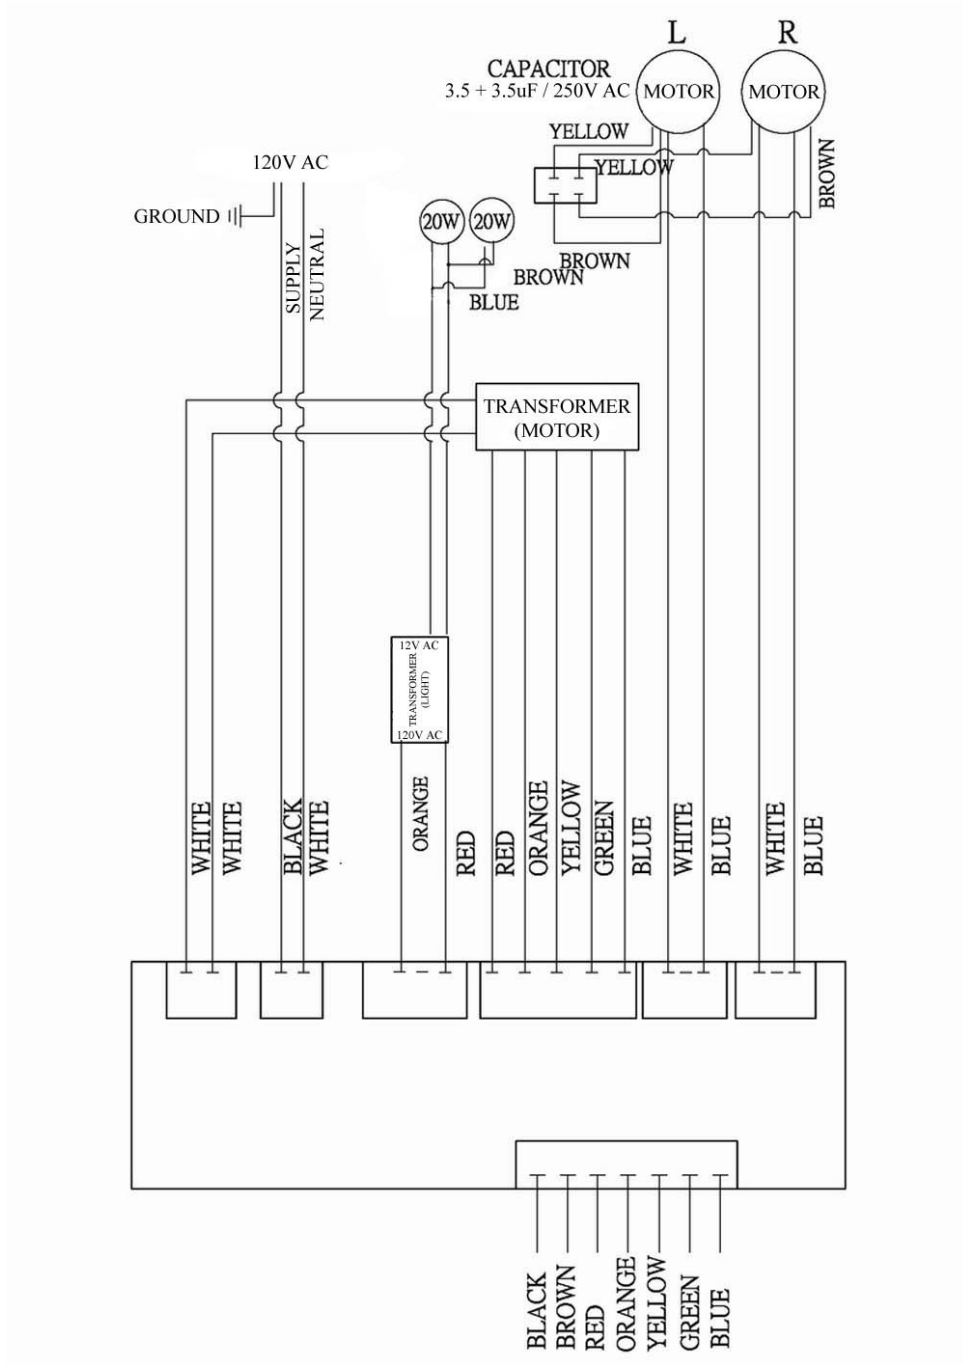 L
R
CAPACITOR
3.5 + 3.5uF / 250V AC
MOTOR
MOTOR
YELLOW
YELLOW
BROWN
120V AC
GROUND
20W
20W
SUPPLY
NEUTRAL
BROWN
BROWN
BLUE
TRANSFORMER
(MOTOR)
12V AC
TRANSFORMER
(LIGHT)
120V AC
WHITE
WHITE
BLACK
WHITE
ORANGE
RED
RED
ORANGE
YELLOW
GREEN
BLUE
WHITE
BLUE
WHITE
BLUE
BLACK
BROWN
RED
ORANGE
YELLOW
GREEN
BLUE